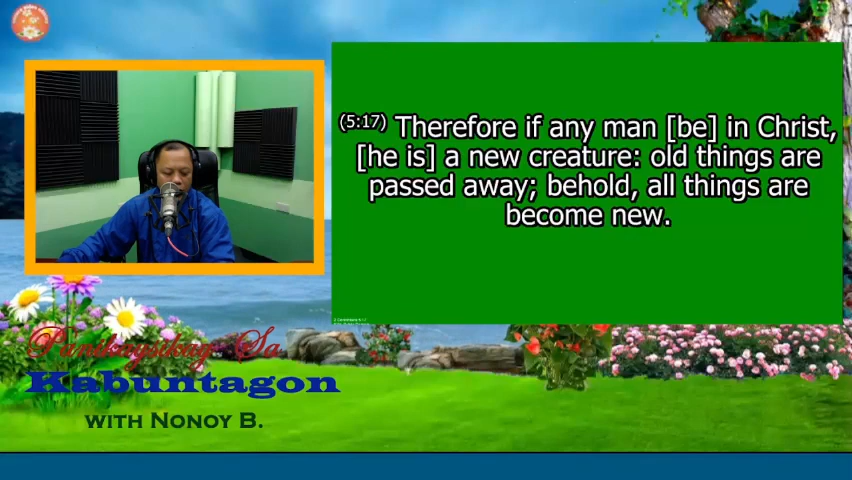 (5:17) Therefore if any man [be] in Christ,
[he is] a new creature: old things are
passed away; behold, all things are
become new.
Panihaysihay Sa
Kabuntagon
WITH NONOY B.